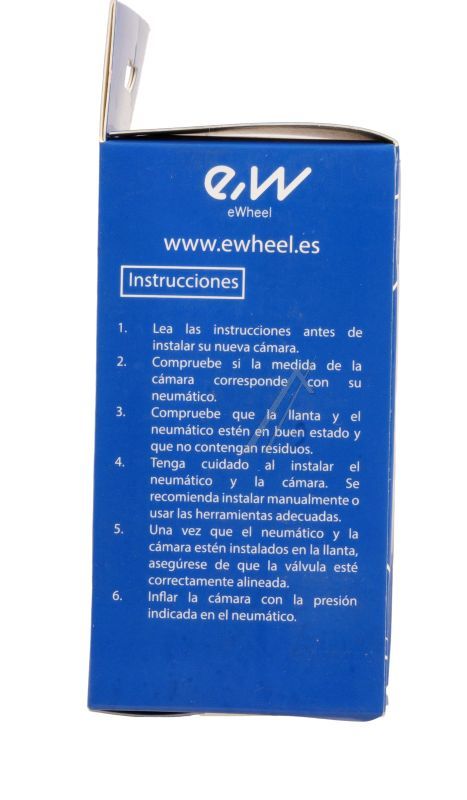 ew
eWheel
www.ewheel.es
Instrucciones
1. Lea las instrucciones antes de
instalar su nueva cámara.
2. Compruebe si la medida de la
cámara corresponde con su
neumático.
3. Compruebe que la llanta y el
neumático estén en buen estado y
que no contengan residuos.
4. Tenga cuidado al instalar el
neumático y la cámara. Se
recomienda instalar manualmente o
usar las herramientas adecuadas.
5. Una vez que el neumático y la
cámara estén instalados en la llanta,
asegúrese de que la válvula esté
correctamente alineada.
6. Inflar la cámara con la presión
indicada en el neumático.